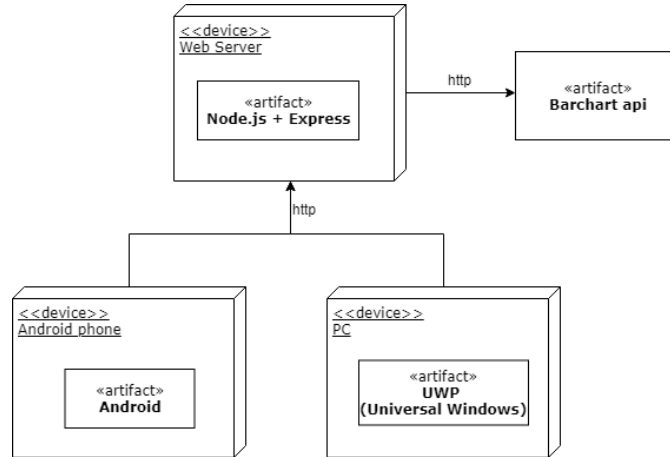 <<device>>
Web Server
«artifact»
Node.js + Express
http
«artifact»
Barchart api
http
<<device>>
Android phone
«artifact»
Android
<<device>>
PC
«artifact»
UWP
(Universal Windows)